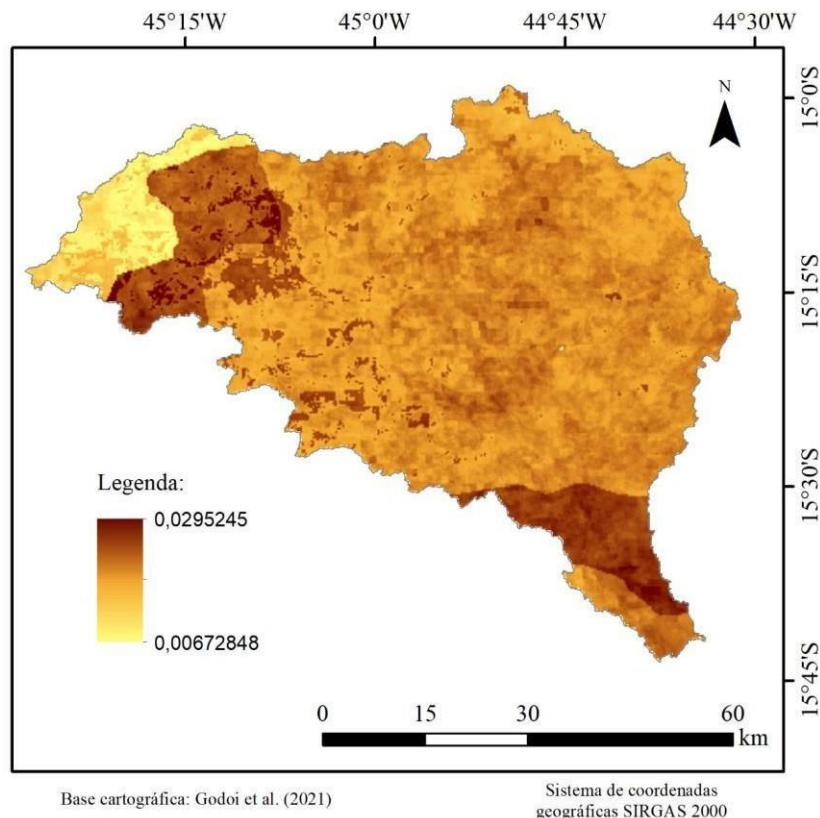 45°15'W 45°0'W 44°45'W 44°30'W
N
15°0'S
15°15'S
15°30'S
15°45'S
Legenda:
0,0295245
0,00672848
0 15 30 60
km
Base cartográfica: Godoi et al. (2021)
Sistema de coordenadas
geográficas SIRGAS 2000